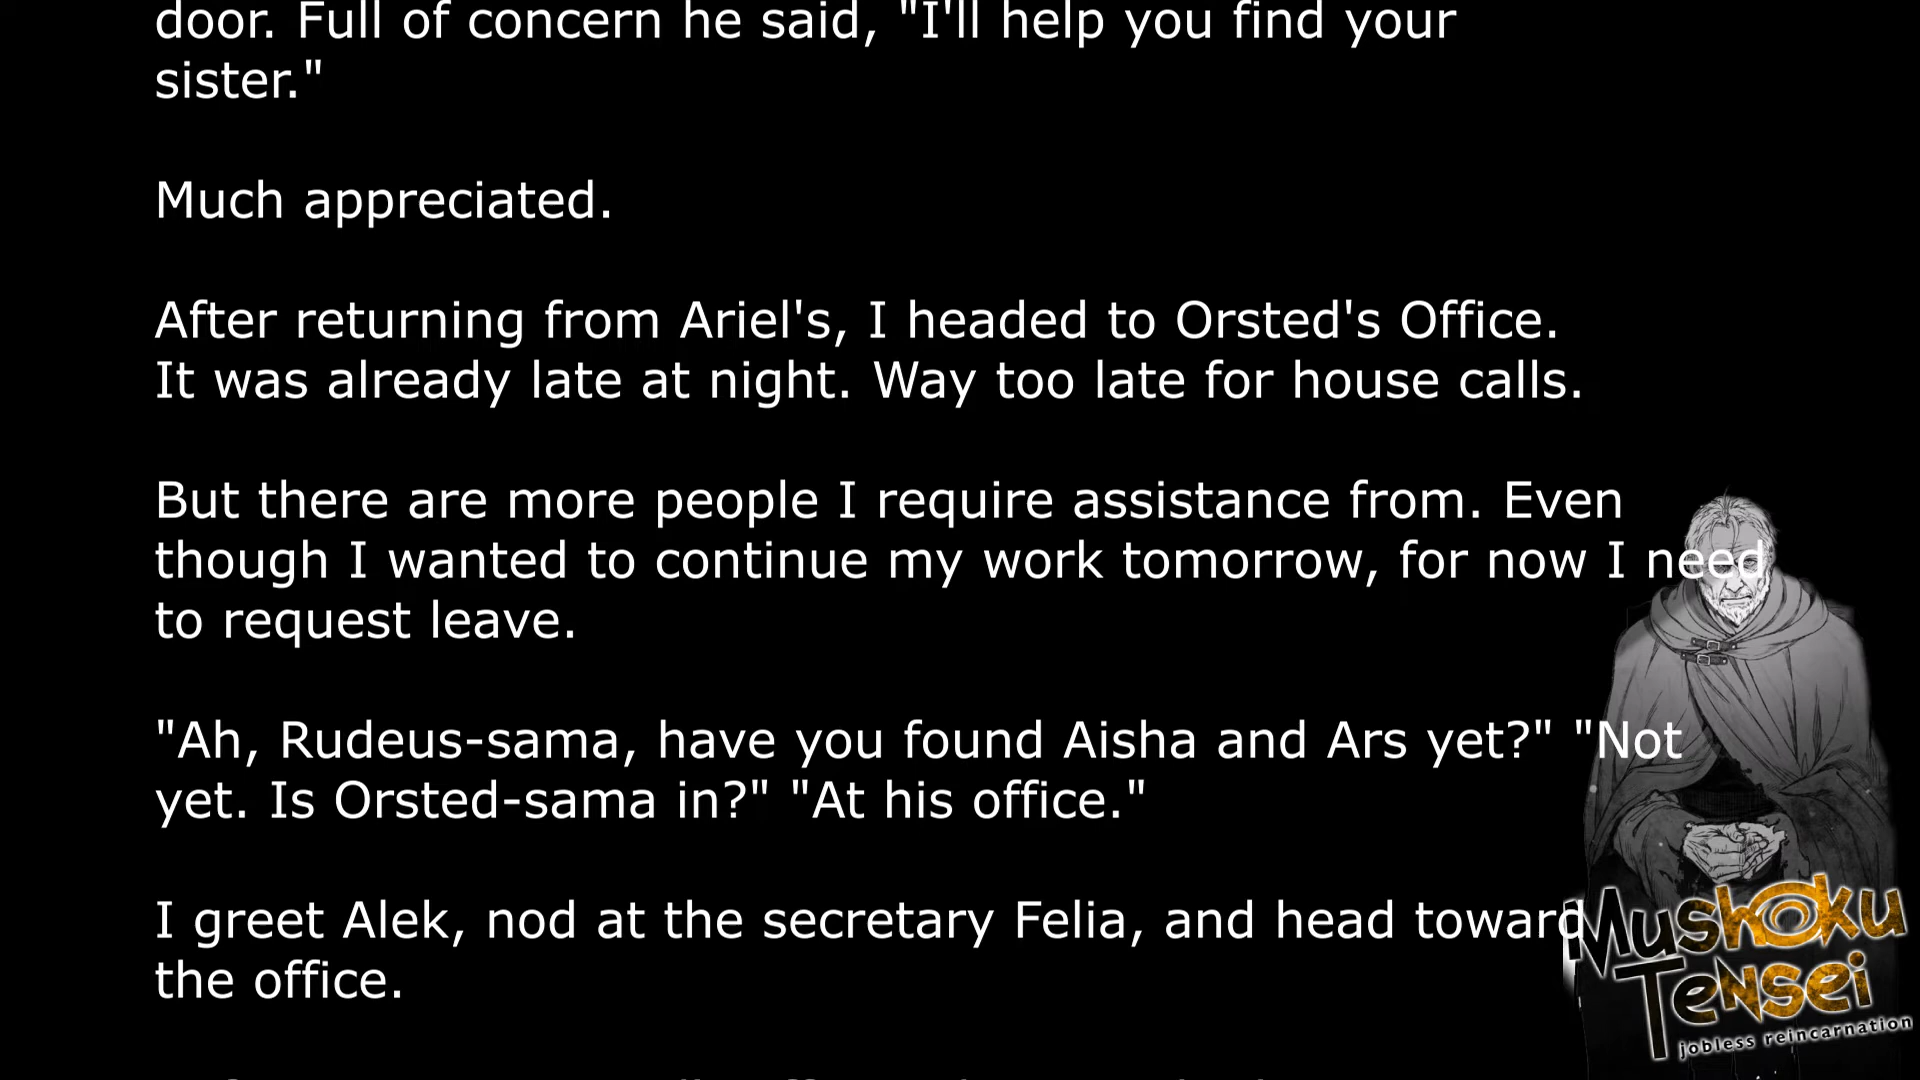 door. Full of concern he said, "I'll help you find your
sister."
Much appreciated.
After returning from Ariel's, I headed to Orsted's Office.
It was already late at night. Way too late for house calls.
But there are more people I require assistance from. Even
though I wanted to continue my work tomorrow, for now I need
to request leave.
"Ah, Rudeus-sama, have you found Aisha and Ars yet?" "Not
yet. Is Orsted-sama in?" "At his office."
I greet Alek, nod at the secretary Felia, and head toward
the office.
Mushoku
Tensei
jobless reincarnation